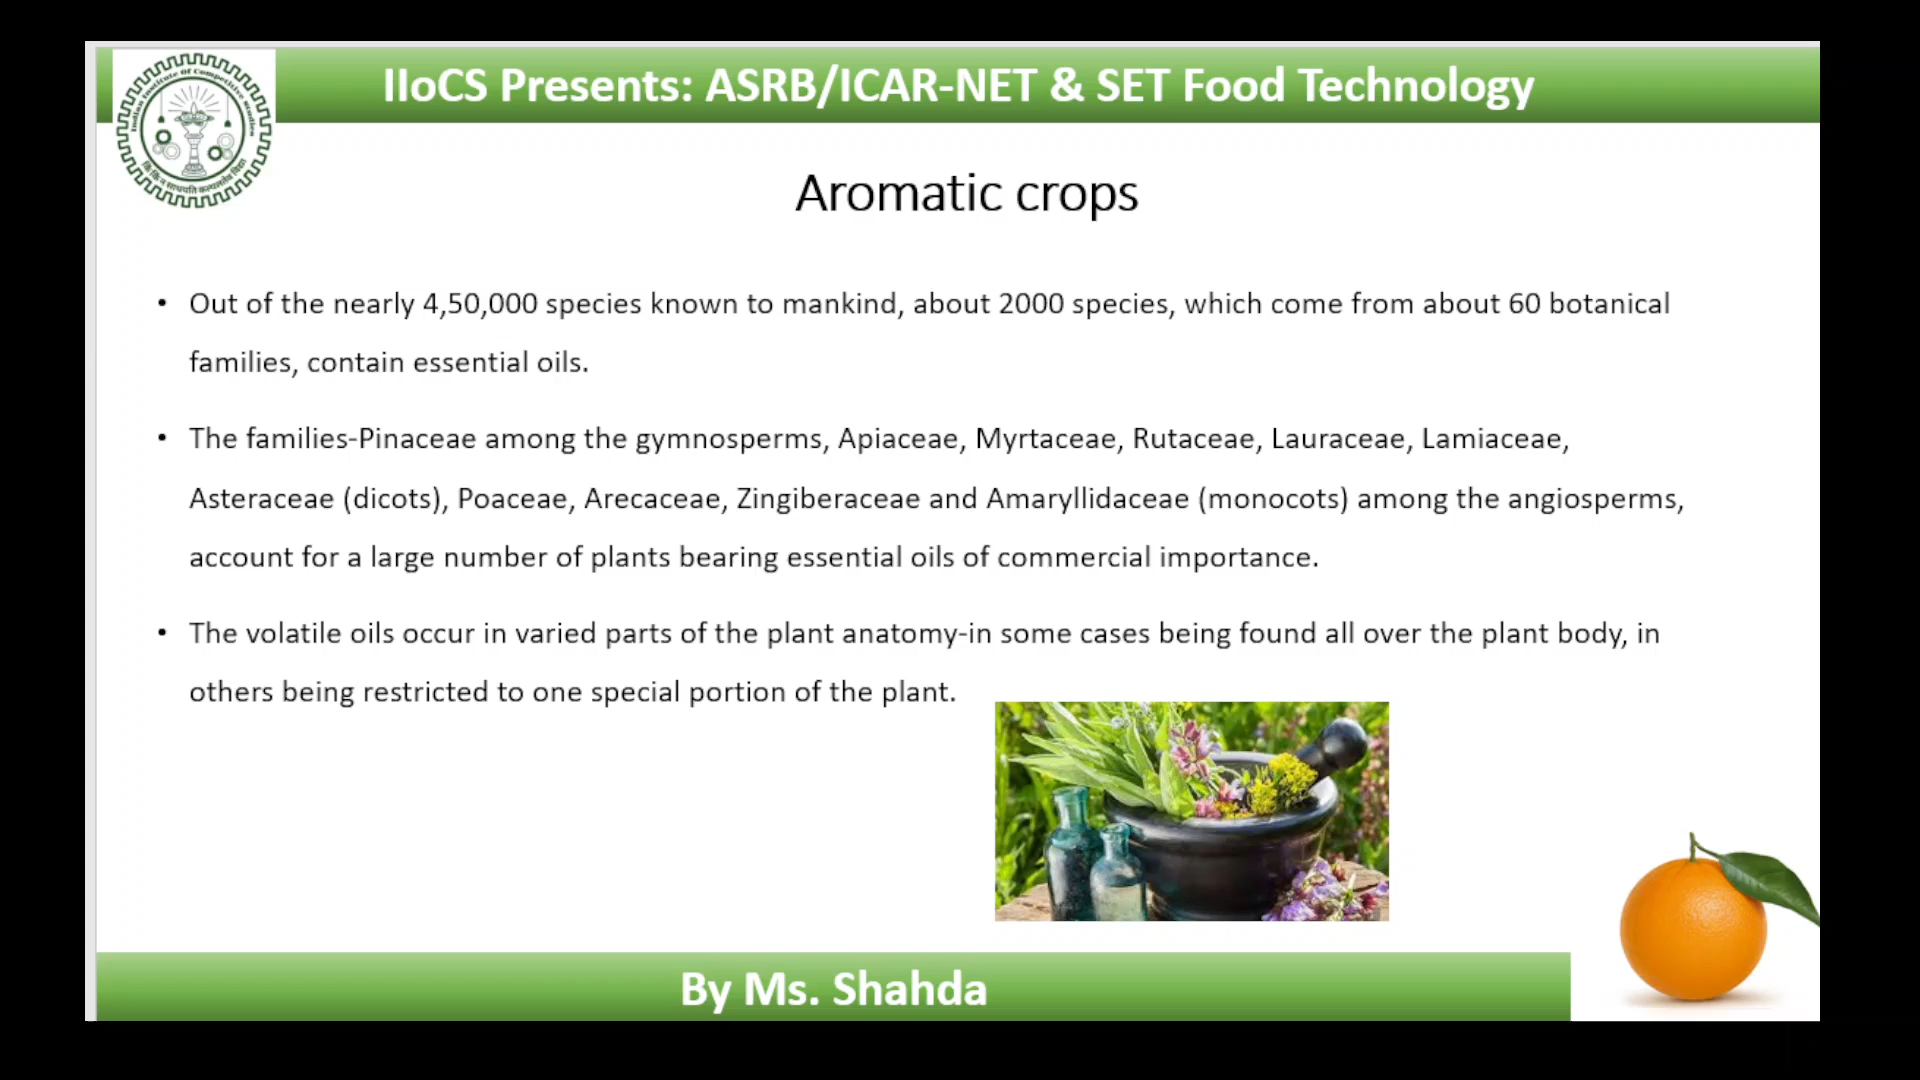 Indian Institute of Competitive studies
IIoCS Presents: ASRB/ICAR-NET & SET Food Technology
Aromatic crops
• Out of the nearly 4,50,000 species known to mankind, about 2000 species, which come from about 60 botanical
families, contain essential oils.
• The families-Pinaceae among the gymnosperms, Apiaceae, Myrtaceae, Rutaceae, Lauraceae, Lamiaceae,
Asteraceae (dicots), Poaceae, Arecaceae, Zingiberaceae and Amaryllidaceae (monocots) among the angiosperms,
account for a large number of plants bearing essential oils of commercial importance.
• The volatile oils occur in varied parts of the plant anatomy-in some cases being found all over the plant body, in
others being restricted to one special portion of the plant.
By Ms. Shahda